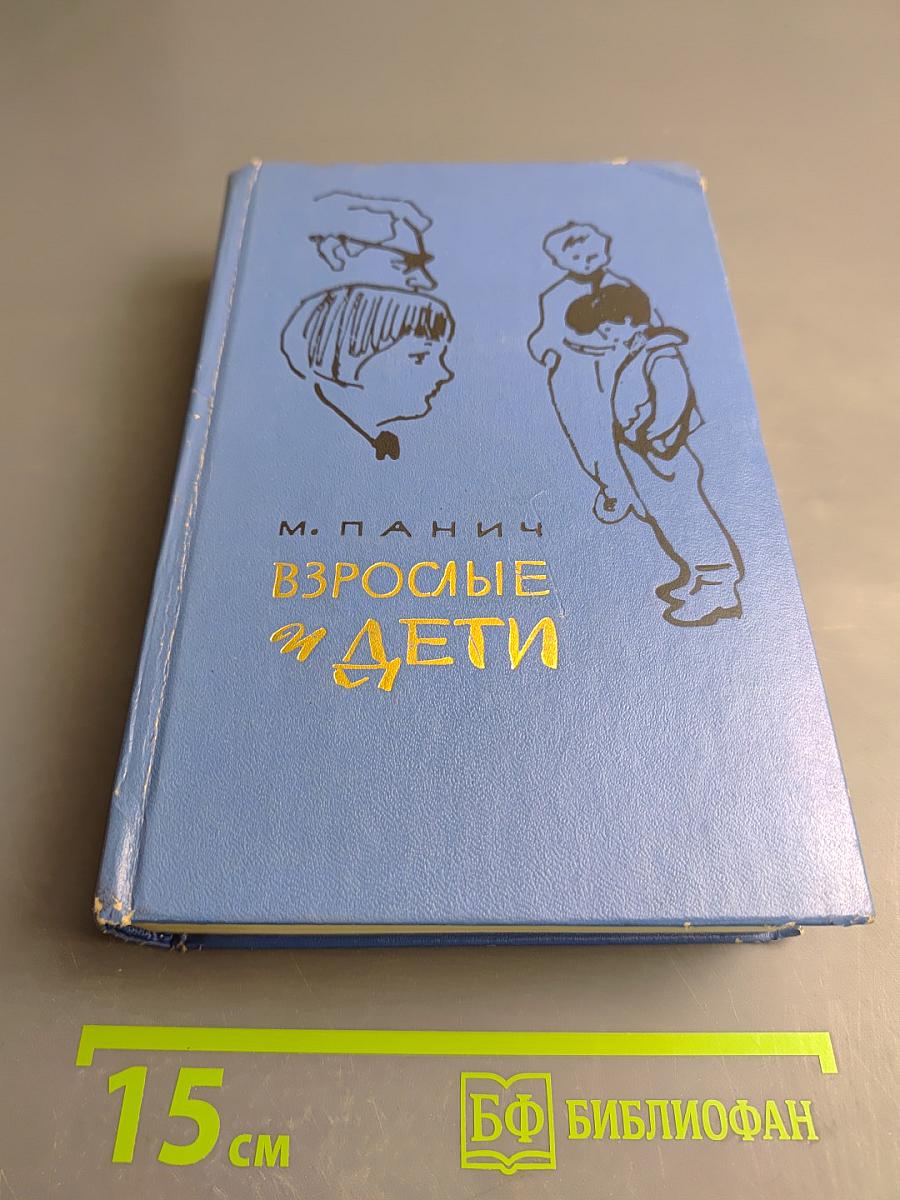 М. ПАНИЧ
ВЗРОСЛЫЕ
и ДЕТИ
15 см
БФ БИБЛИОФАН